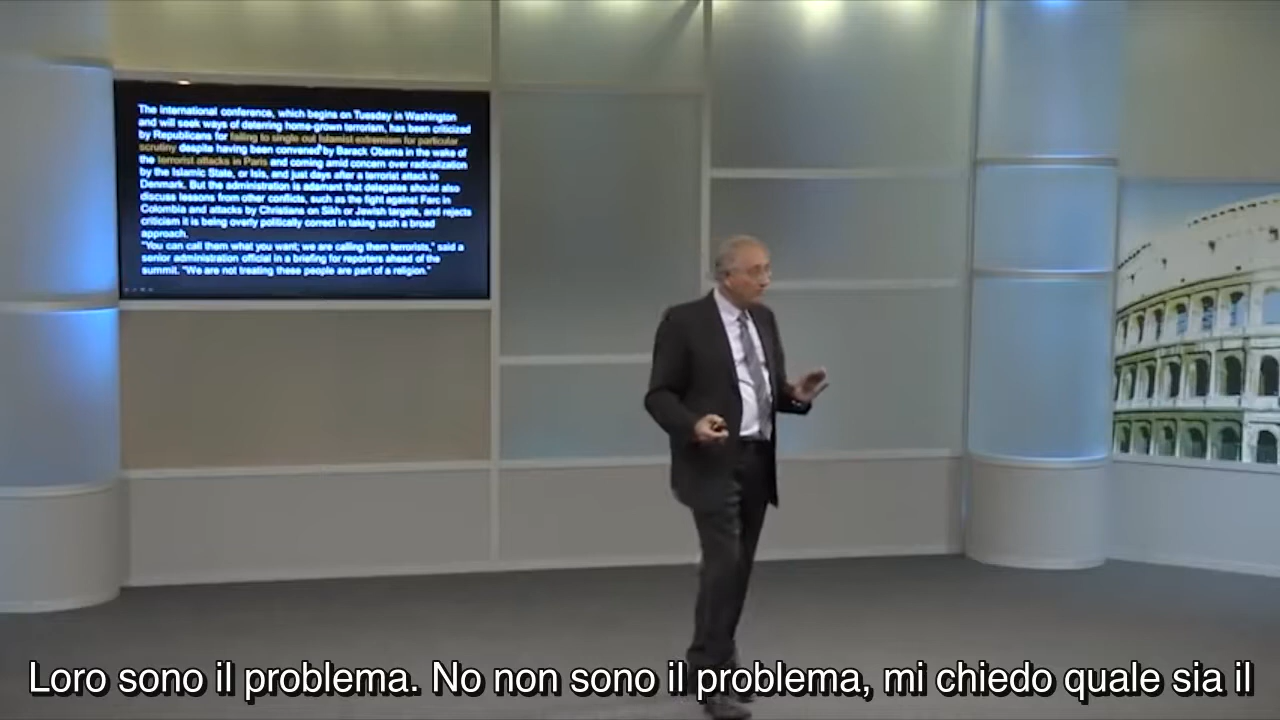 The international conference, which begins on Tuesday in Washington
and will seek ways of deterring home-grown terrorism, has been criticized
by Republicans for failing to single out Islamist extremism for particular
scrutiny despite having been convened by Barack Obama in the wake of
the terrorist attacks in Paris and coming amid concern over radicalization
by the Islamic State, or Isis, and just days after a terrorist attack in
Denmark. But the administration is adamant that delegates should also
discuss lessons from other conflicts, such as the fight against Farc in
Colombia and attacks by Christians on Sikh or Jewish targets, and rejects
criticism it is being overly politically correct in taking such a broad
approach.
"You can call them what you want; we are calling them terrorists," said a
senior administration official in a briefing for reporters ahead of the
summit. "We are not treating these people are part of a religion."
Loro sono il problema. No non sono il problema, mi chiedo quale sia il